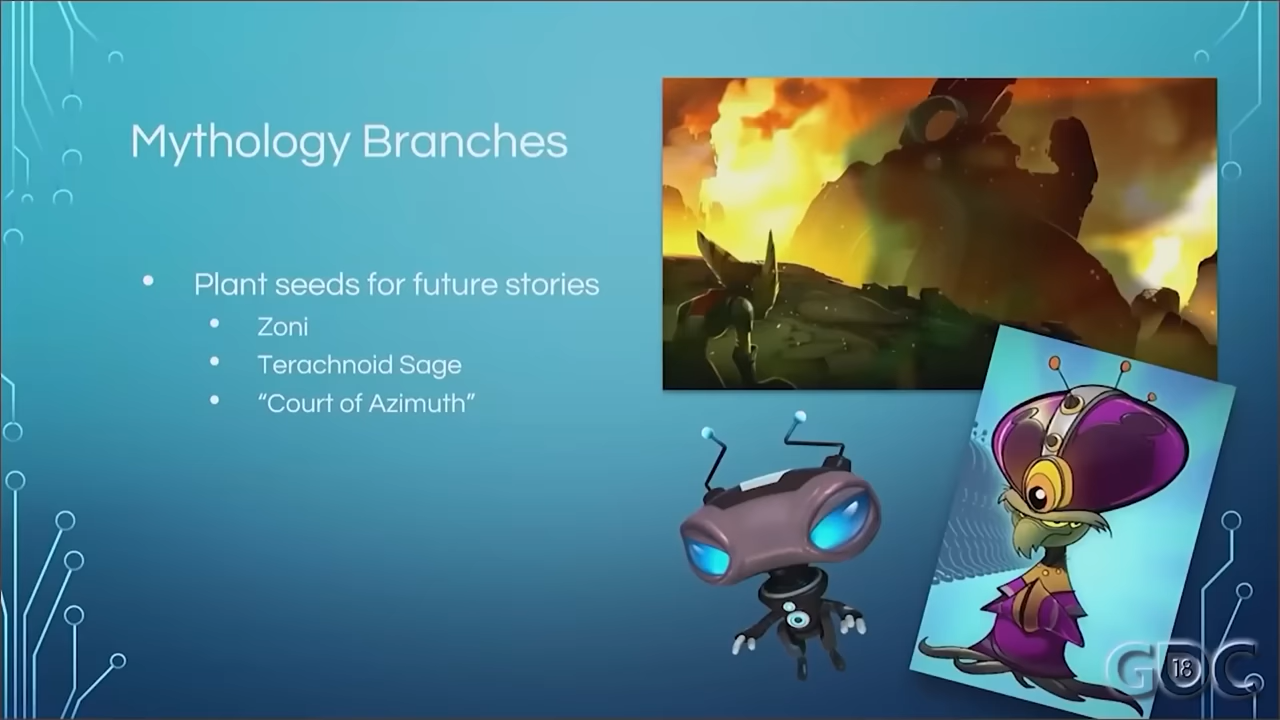 Mythology Branches
Plant seeds for future stories
Zoni
Terachnoid Sage
“Court of Azimuth”
GDC
18